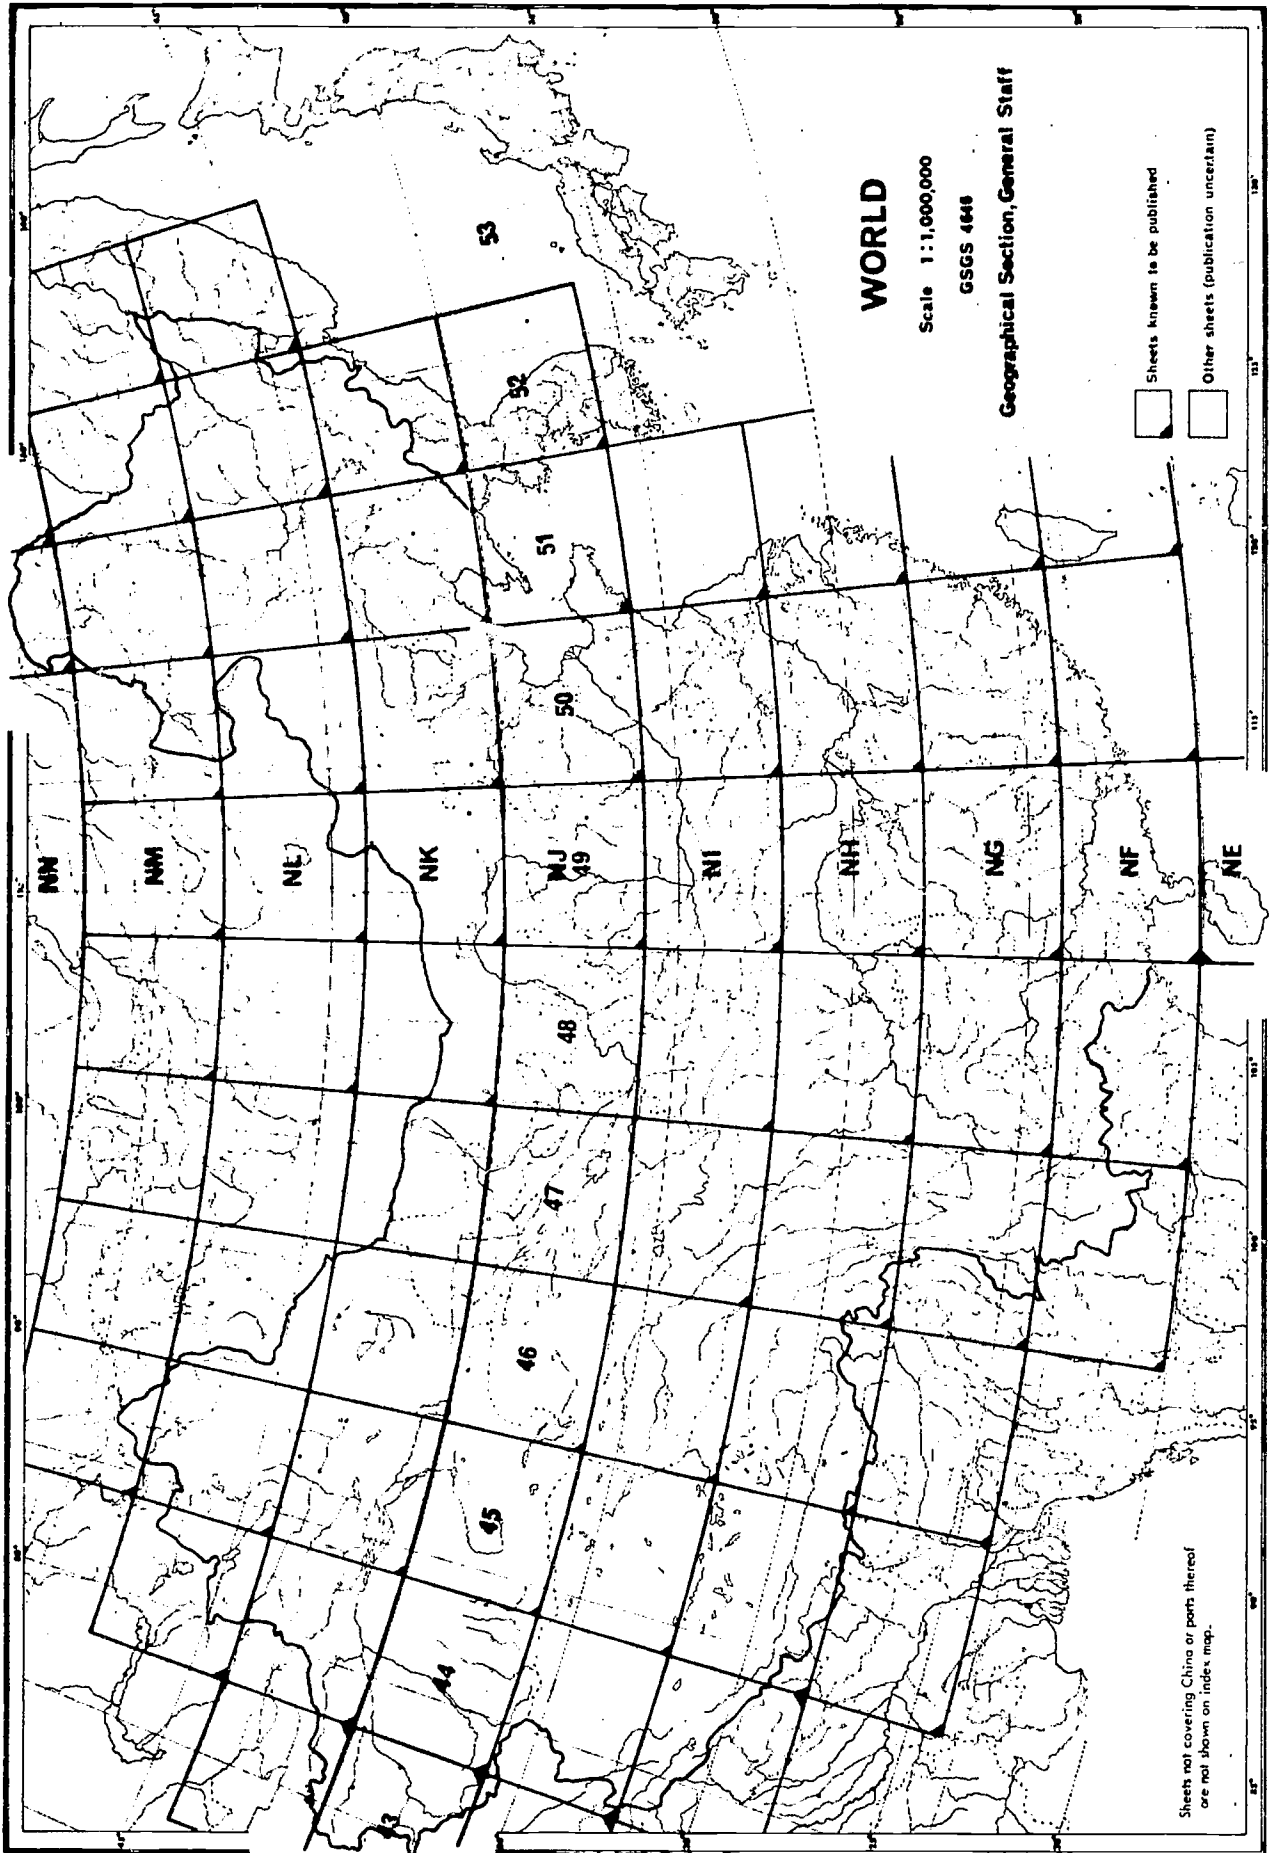 WORLD
Scale 1:1,000,000
GSGS 4646
Geographical Section, General Staff
Sheets known to be published
Other sheets (publication uncertain)
NN
NM
NL
NK
NJ
NI
NH
NG
NF
NE
43
44
45
46
47
48
49
50
51
52
53
Sheets not covering China or parts thereof
are not shown on index map.